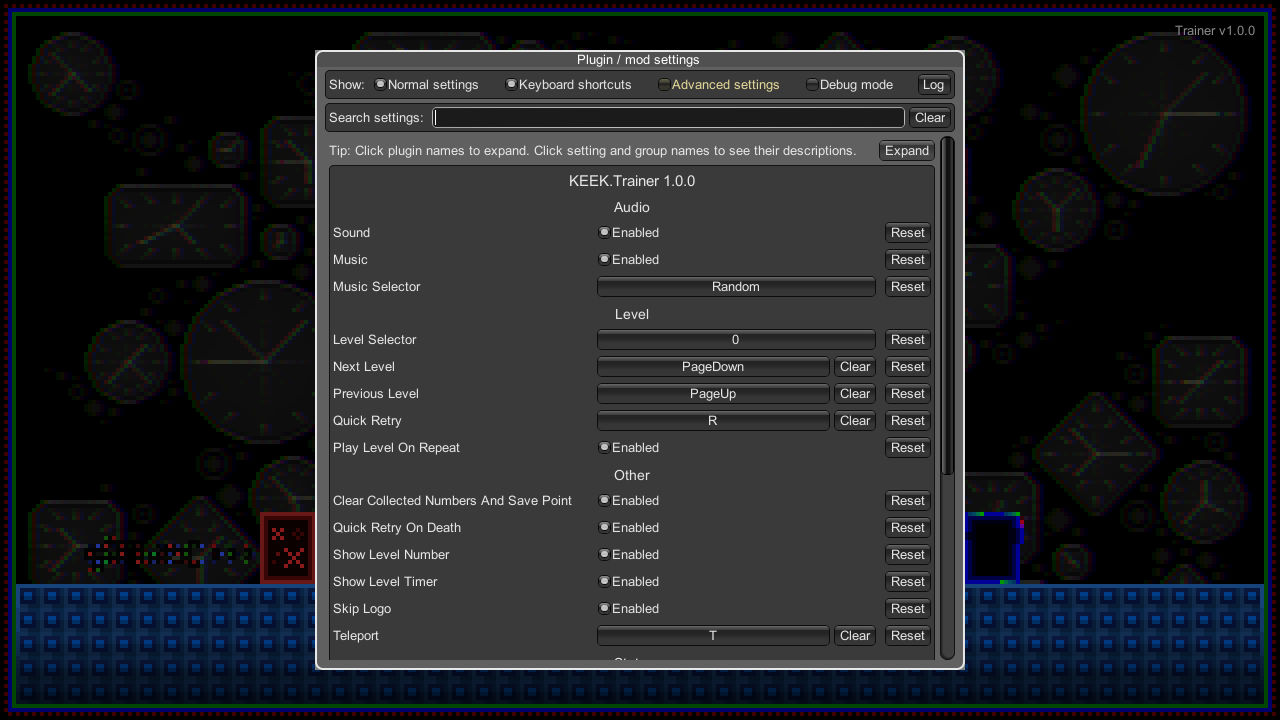 Trainer v1.0.0
Plugin / mod settings
Show: Normal settings Keyboard shortcuts Advanced settings Debug mode Log
Search settings: Clear
Tip: Click plugin names to expand. Click setting and group names to see their descriptions. Expand
KEEK.Trainer 1.0.0
Audio
Sound Enabled Reset
Music Enabled Reset
Music Selector Random Reset
Level
Level Selector 0 Reset
Next Level PageDown Clear Reset
Previous Level PageUp Clear Reset
Quick Retry R Clear Reset
Play Level On Repeat Enabled Reset
Other
Clear Collected Numbers And Save Point Enabled Reset
Quick Retry On Death Enabled Reset
Show Level Number Enabled Reset
Show Level Timer Enabled Reset
Skip Logo Enabled Reset
Teleport T Clear Reset